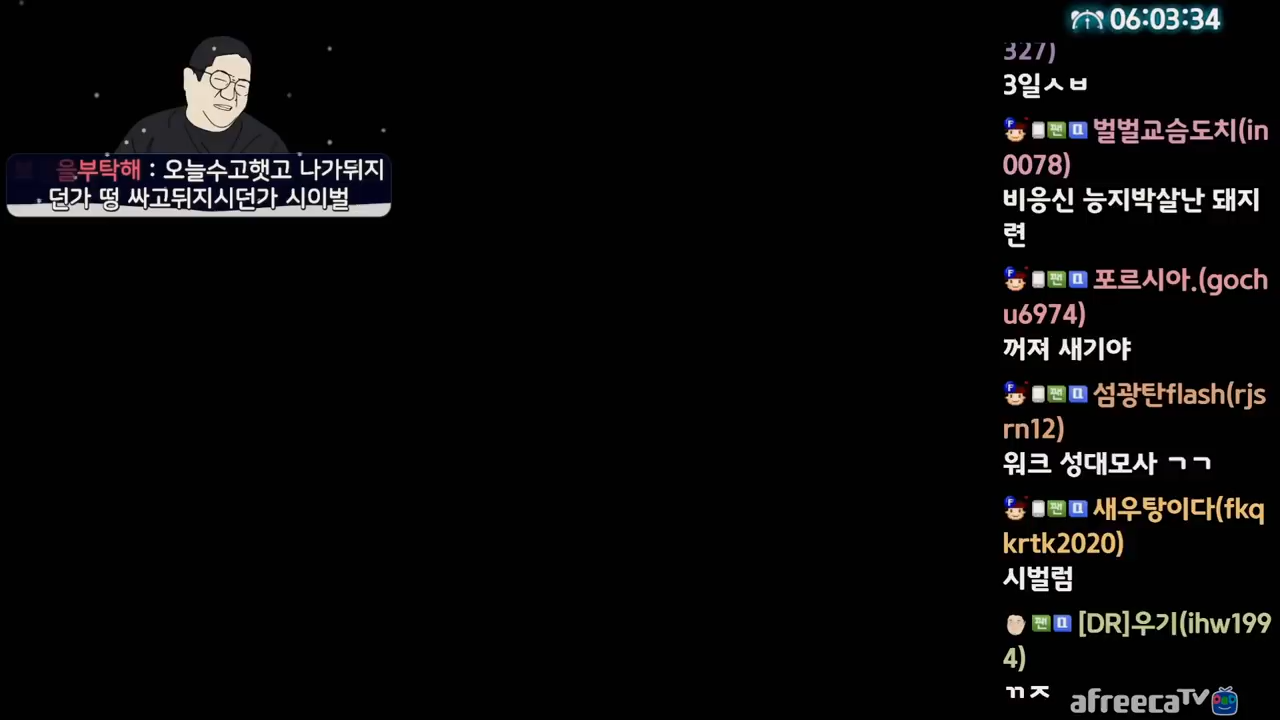 06:03:34
을부탁해 : 오늘수고햇고 나가뒤지
던가 떵 싸고뒤지시던가 시이벌
327)
3일ㅅㅂ
벌벌교슴도치(in
0078)
비응신 능지박살난 돼지
련
포르시아.(goch
u6974)
꺼져 새기야
섬광탄flash(rjs
rn12)
워크 성대모사 ㄱㄱ
새우탕이다(fkq
krtk2020)
시벌럼
[DR]우기(ihw199
4)
ㄲㅈ
afreecaTV